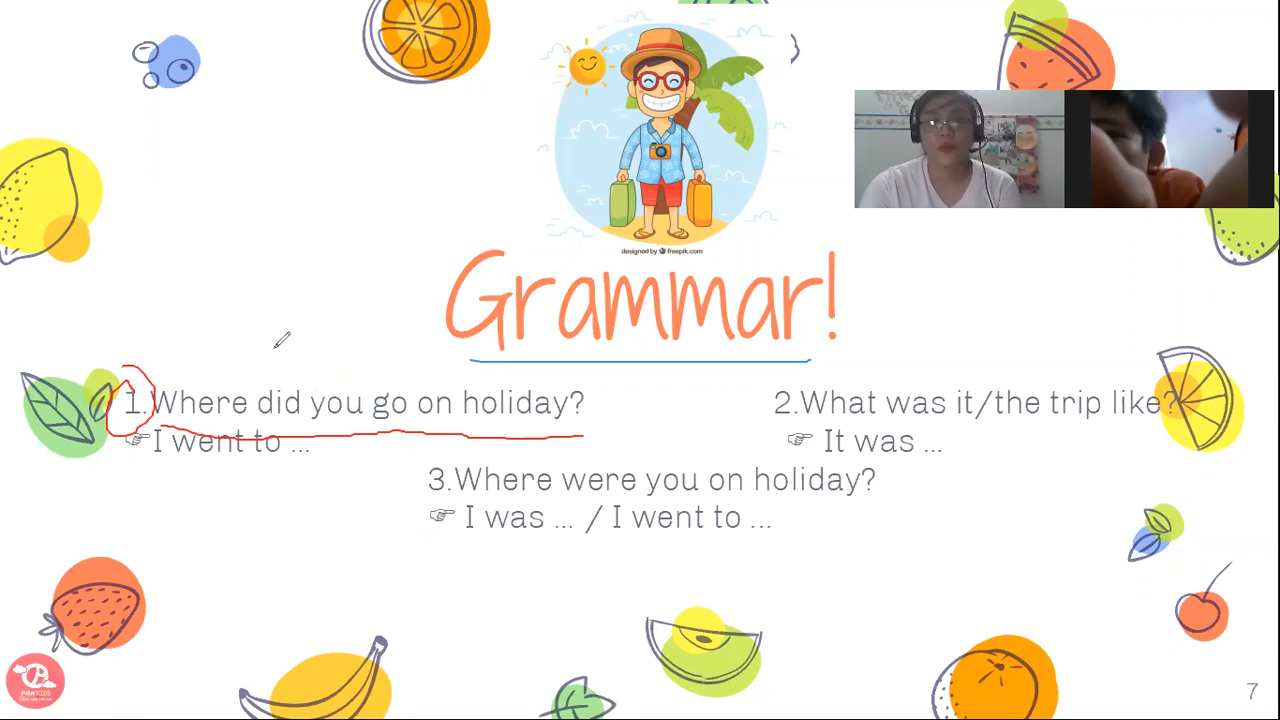 designed by freepik.com
Grammar!
1.Where did you go on holiday?
☞ I went to ...
2.What was it/the trip like?
☞ It was ...
3.Where were you on holiday?
☞ I was ... / I went to ...
PANKIDS
7